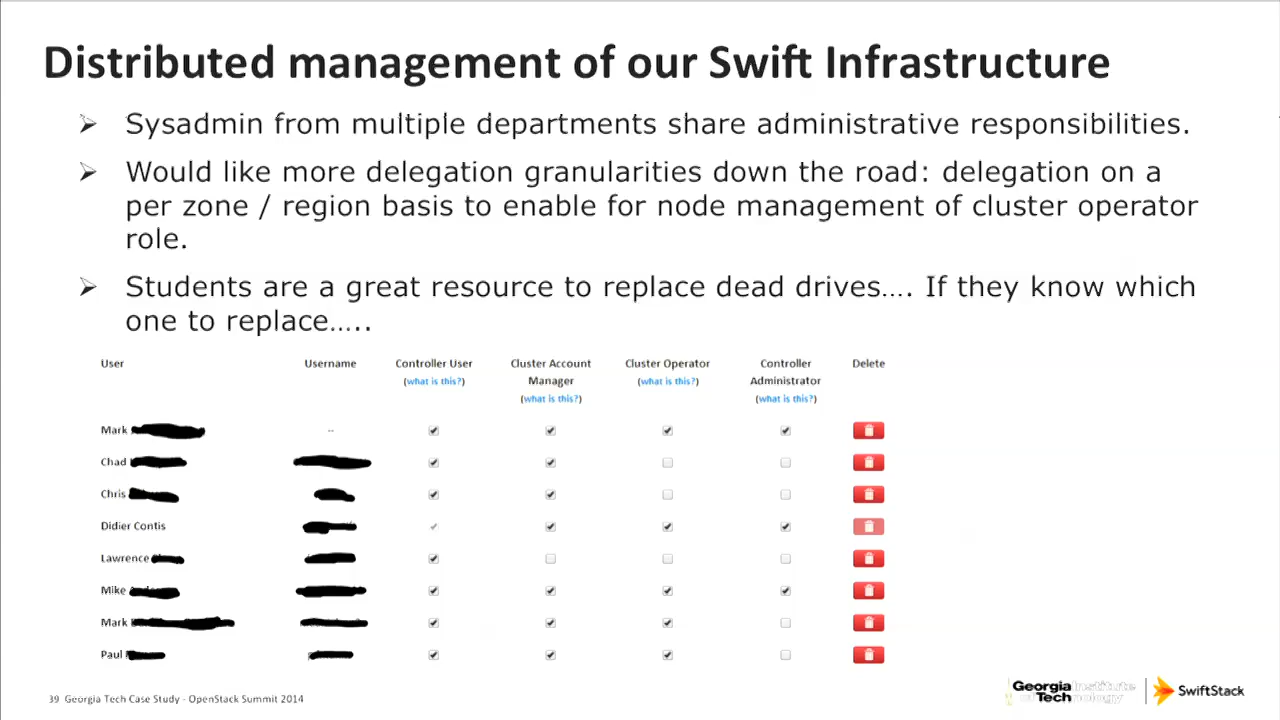 Distributed management of our Swift Infrastructure
Sysadmin from multiple departments share administrative responsibilities.
Would like more delegation granularities down the road: delegation on a
per zone / region basis to enable for node management of cluster operator
role.
Students are a great resource to replace dead drives.... If they know which
one to replace.....
User Username Controller User Cluster Account Cluster Operator Controller Delete
(what is this?) Manager (what is this?) Administrator
(what is this?) (what is this?)
Mark --
Chad
Chris
Didier Contis
Lawrence
Mike
Mark
Paul
39 Georgia Tech Case Study - OpenStack Summit 2014
Georgia Institute
of Technology
SwiftStack